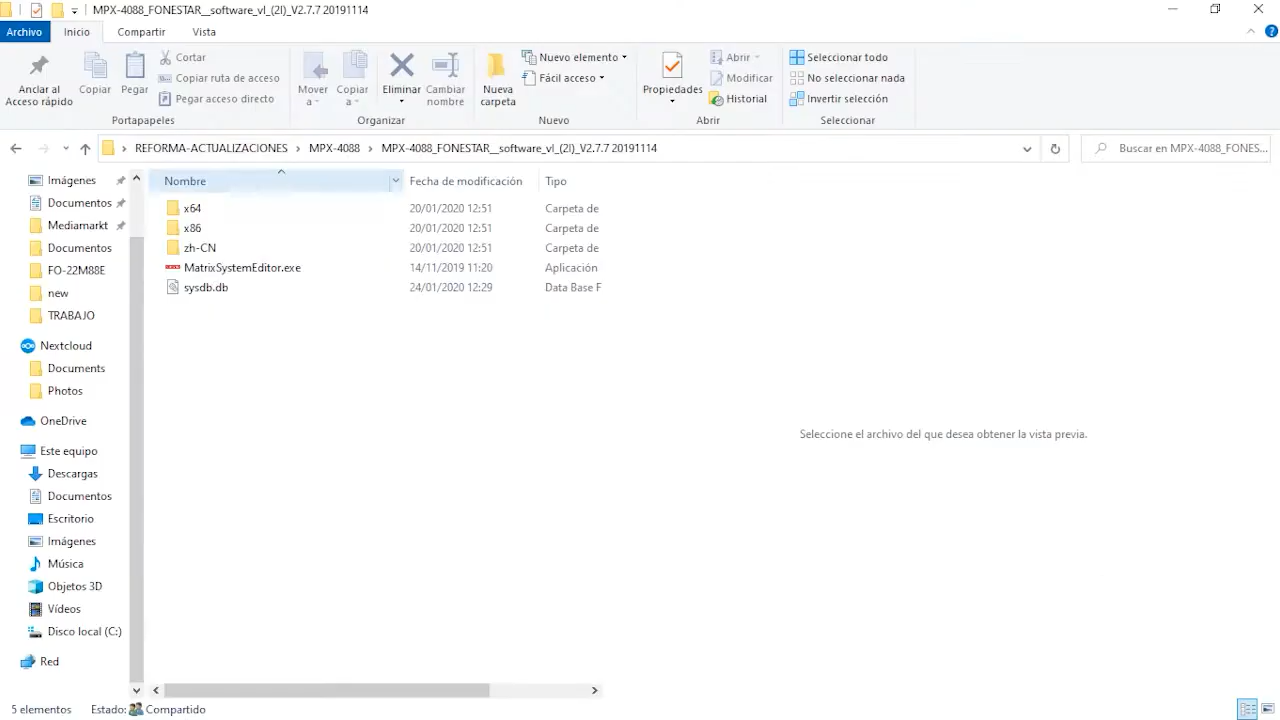 MPX-4088_FONESTAR__software_vl_(2I)_V2.7.7 20191114
Archivo Inicio Compartir Vista
Anclar al Acceso rápido
Copiar
Pegar
Cortar
Copiar ruta de acceso
Pegar acceso directo
Portapapeles
Mover a
Copiar a
Eliminar
Cambiar nombre
Organizar
Nueva carpeta
Nuevo elemento
Fácil acceso
Nuevo
Propiedades
Abrir
Modificar
Historial
Abrir
Seleccionar todo
No seleccionar nada
Invertir selección
Seleccionar
REFORMA-ACTUALIZACIONES > MPX-4088 > MPX-4088_FONESTAR__software_vl_(2I)_V2.7.7 20191114
Buscar en MPX-4088_FONES...
Imágenes
Documentos
Mediamarkt
Documentos
FO-22M88E
new
TRABAJO
Nextcloud
Documents
Photos
OneDrive
Este equipo
Descargas
Documentos
Escritorio
Imágenes
Música
Objetos 3D
Vídeos
Disco local (C:)
Red
Nombre Fecha de modificación Tipo
x64 20/01/2020 12:51 Carpeta de
x86 20/01/2020 12:51 Carpeta de
zh-CN 20/01/2020 12:51 Carpeta de
MatrixSystemEditor.exe 14/11/2019 11:20 Aplicación
sysdb.db 24/01/2020 12:29 Data Base F
Seleccione el archivo del que desea obtener la vista previa.
5 elementos Estado: Compartido